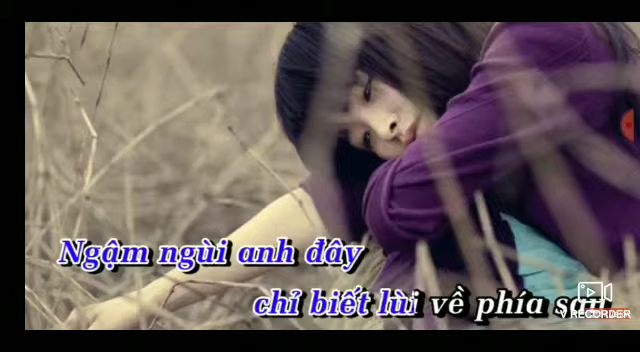 Ngậm ngùi anh đây
chỉ biết lùi về phía sau
V RECORDER